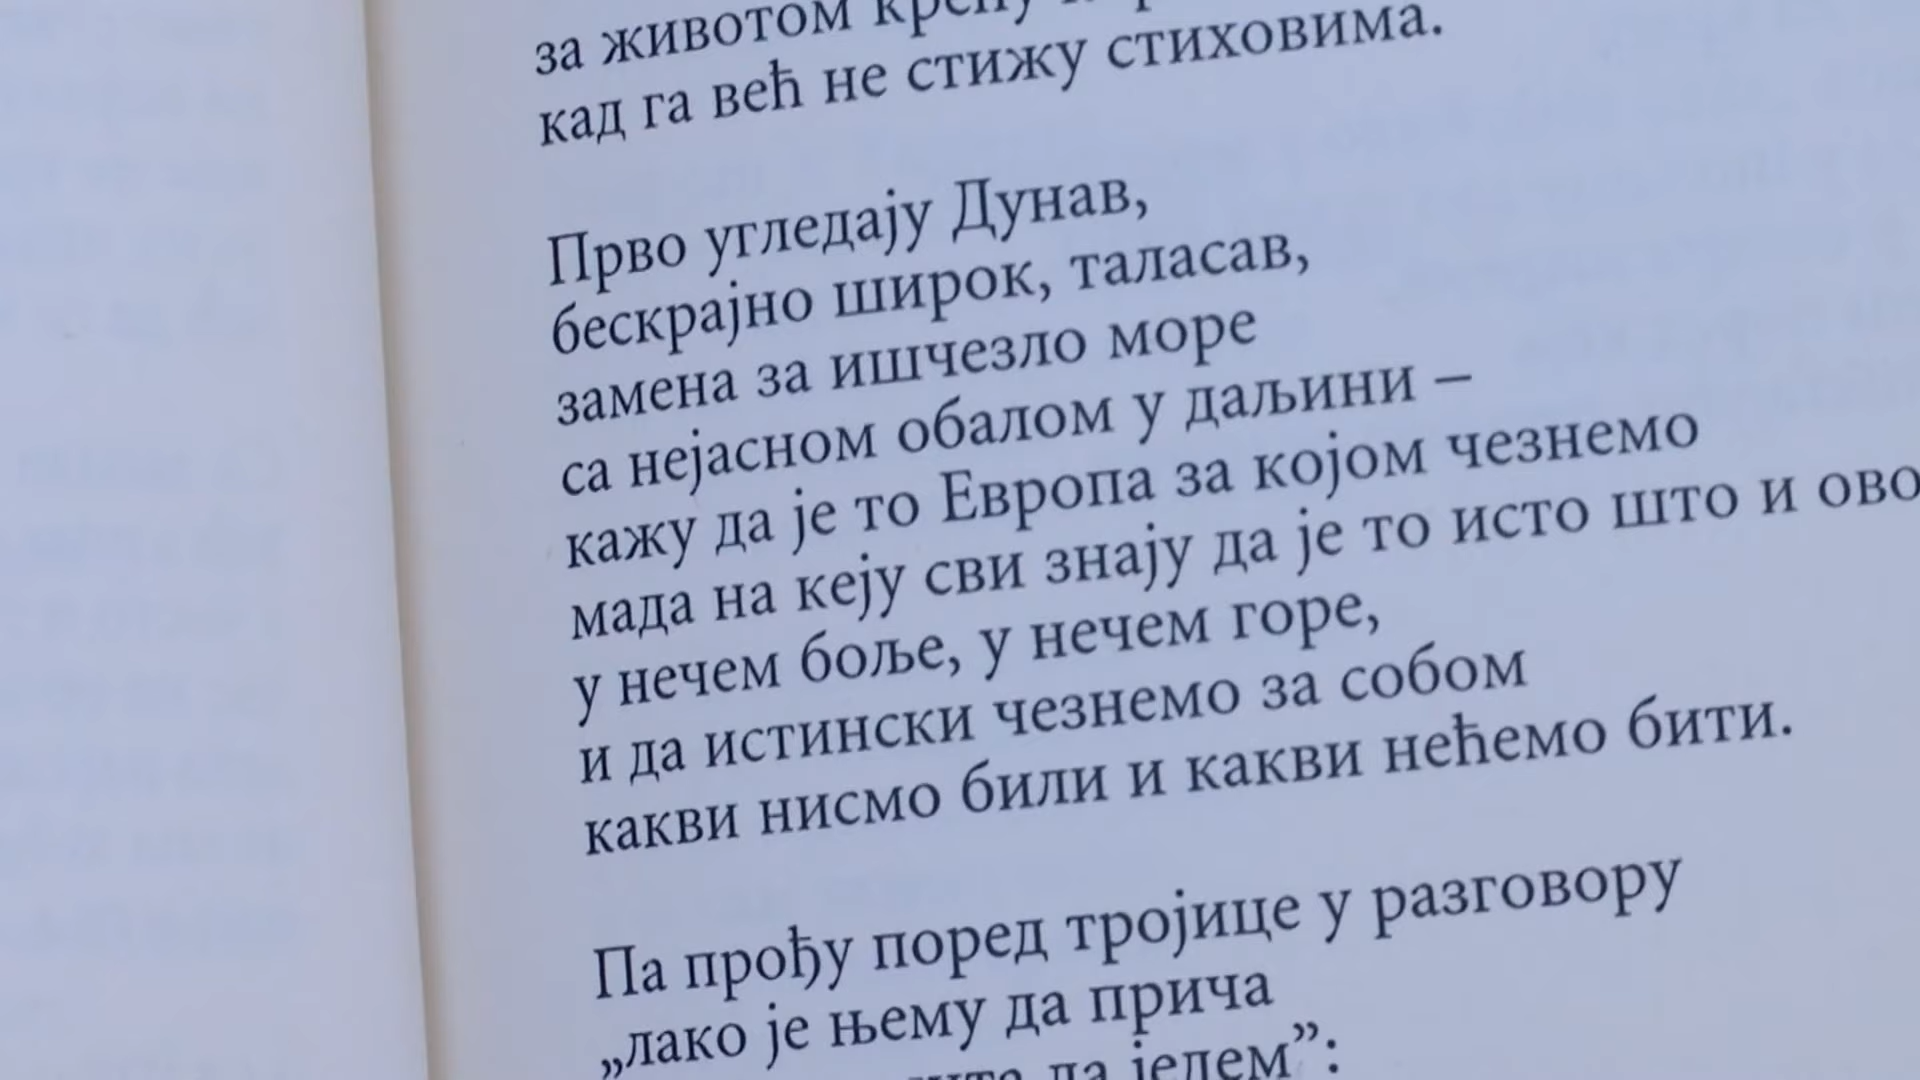 за животом крену
кад га већ не стижу стиховима.
Прво угледају Дунав,
бескрајно широк, таласав,
замена за ишчезло море
са нејасном обалом у даљини –
кажу да је то Европа за којом чезнемо
мада на кеју сви знају да је то исто што и ово
у нечем боље, у нечем горе,
и да истински чезнемо за собом
какви нисмо били и какви нећемо бити.
Па прођу поред тројице у разговору
„лако је њему да прича
да једем”: